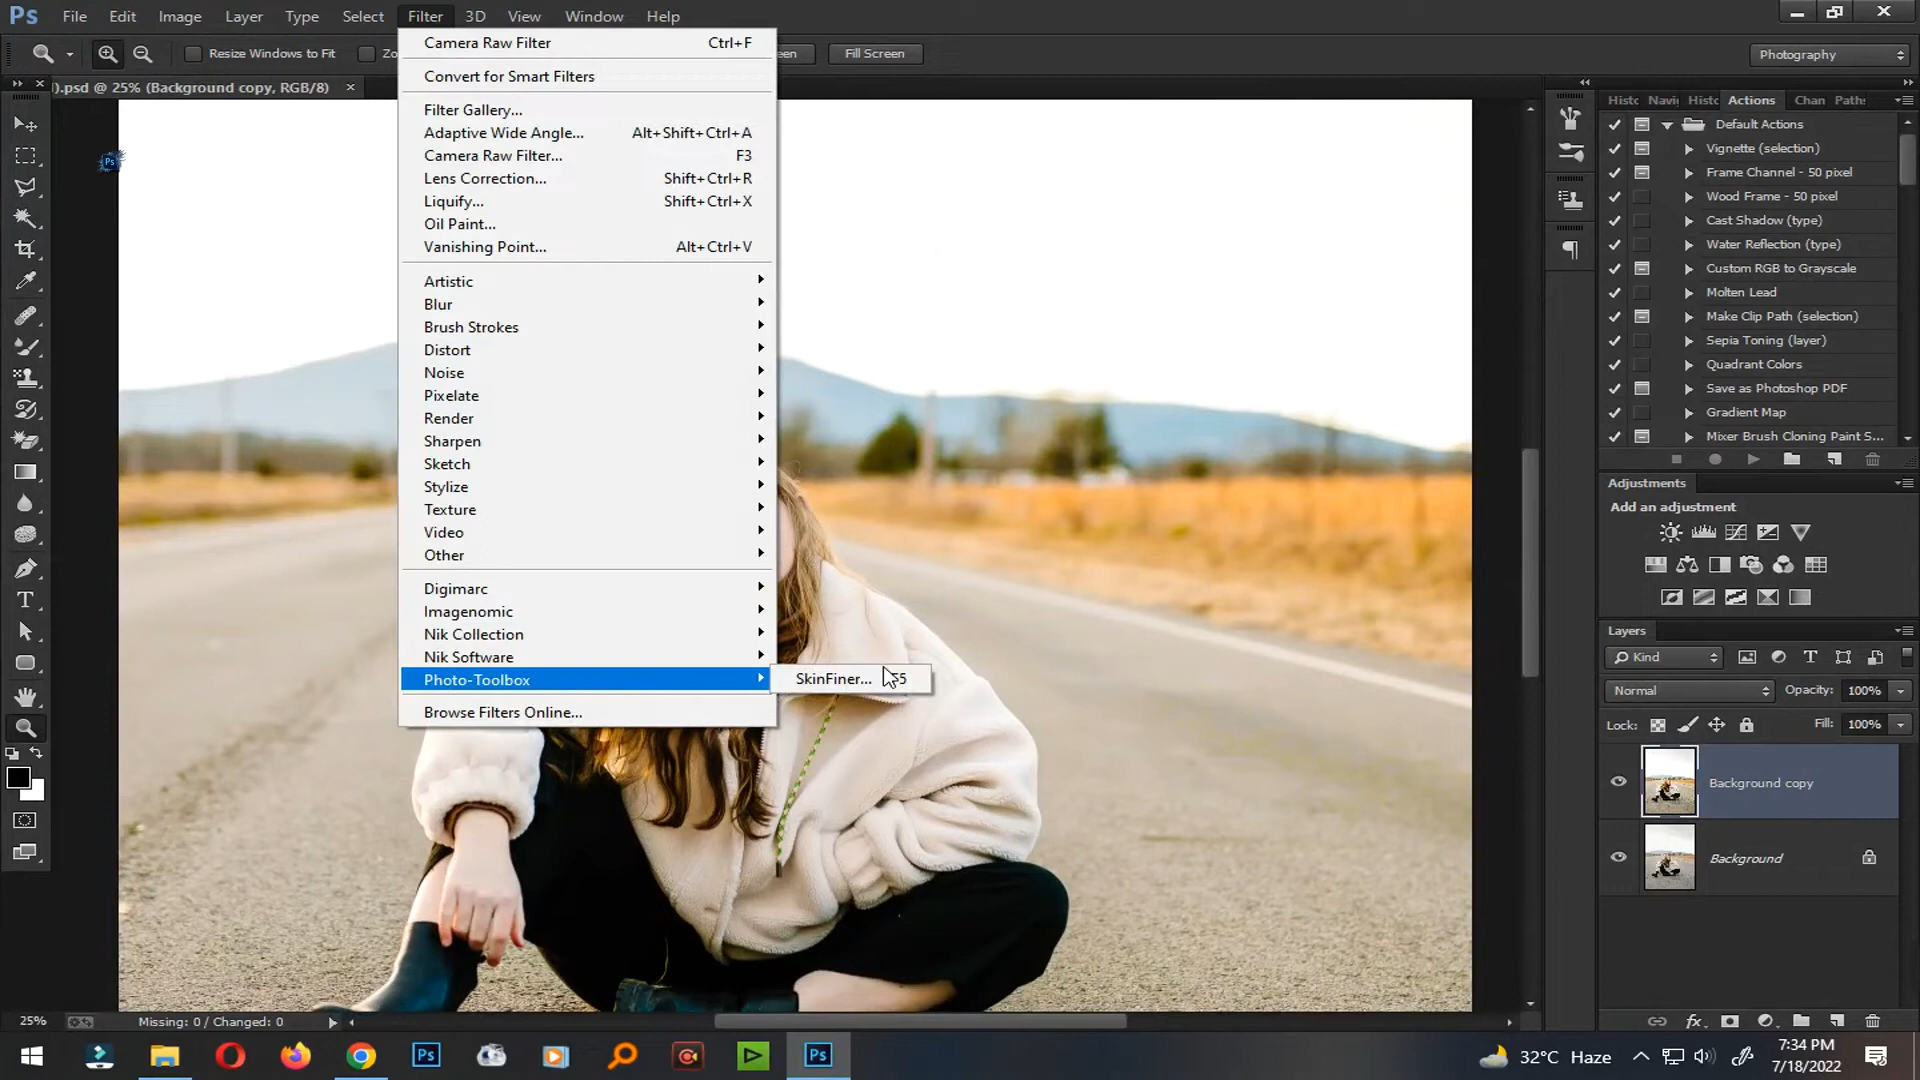 Ps File Edit Image Layer Type Select Filter 3D View Window Help
Resize Windows to Fit
Fill Screen
Photography
).psd @ 25% (Background copy, RGB/8)
Camera Raw Filter Ctrl+F
Convert for Smart Filters
Filter Gallery...
Adaptive Wide Angle... Alt+Shift+Ctrl+A
Camera Raw Filter... F3
Lens Correction... Shift+Ctrl+R
Liquify... Shift+Ctrl+X
Oil Paint...
Vanishing Point... Alt+Ctrl+V
Artistic
Blur
Brush Strokes
Distort
Noise
Pixelate
Render
Sharpen
Sketch
Stylize
Texture
Video
Other
Digimarc
Imagenomic
Nik Collection
Nik Software
Photo-Toolbox
SkinFiner...
Browse Filters Online...
Ps
Histo Navi Histo Actions Chan Path
Default Actions
Vignette (selection)
Frame Channel - 50 pixel
Wood Frame - 50 pixel
Cast Shadow (type)
Water Reflection (type)
Custom RGB to Grayscale
Molten Lead
Make Clip Path (selection)
Sepia Toning (layer)
Quadrant Colors
Save as Photoshop PDF
Gradient Map
Mixer Brush Cloning Paint S...
Adjustments
Add an adjustment
Layers
Kind
Normal Opacity: 100%
Lock: Fill: 100%
Background copy
Background
25% Missing: 0 / Changed: 0
Ps
Ps
32°C Haze
7:34 PM
7/18/2022